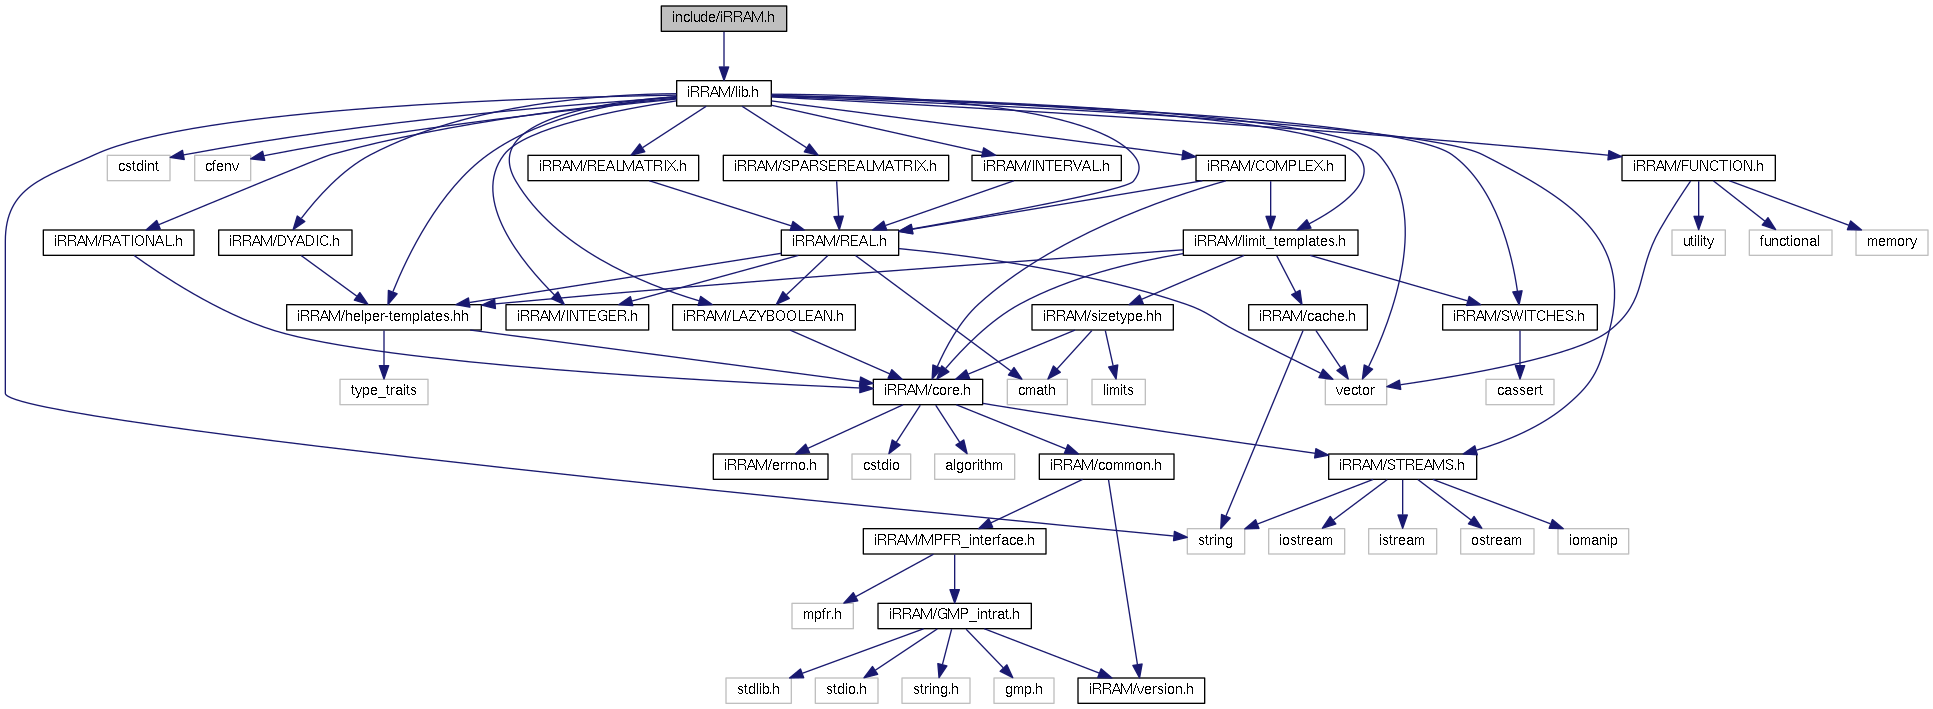 include/iRRAM.h
iRRAM/lib.h
cstdint
cfenv
iRRAM/REALMATRIX.h
iRRAM/SPARSEREALMATRIX.h
iRRAM/INTERVAL.h
iRRAM/COMPLEX.h
iRRAM/FUNCTION.h
iRRAM/RATIONAL.h
iRRAM/DYADIC.h
iRRAM/REAL.h
iRRAM/limit_templates.h
utility
functional
memory
iRRAM/helper-templates.hh
iRRAM/INTEGER.h
iRRAM/LAZYBOOLEAN.h
iRRAM/sizetype.hh
iRRAM/cache.h
iRRAM/SWITCHES.h
type_traits
iRRAM/core.h
cmath
limits
vector
cassert
iRRAM/errno.h
cstdio
algorithm
iRRAM/common.h
iRRAM/STREAMS.h
iRRAM/MPFR_interface.h
string
iostream
istream
ostream
iomanip
mpfr.h
iRRAM/GMP_intrat.h
stdlib.h
stdio.h
string.h
gmp.h
iRRAM/version.h